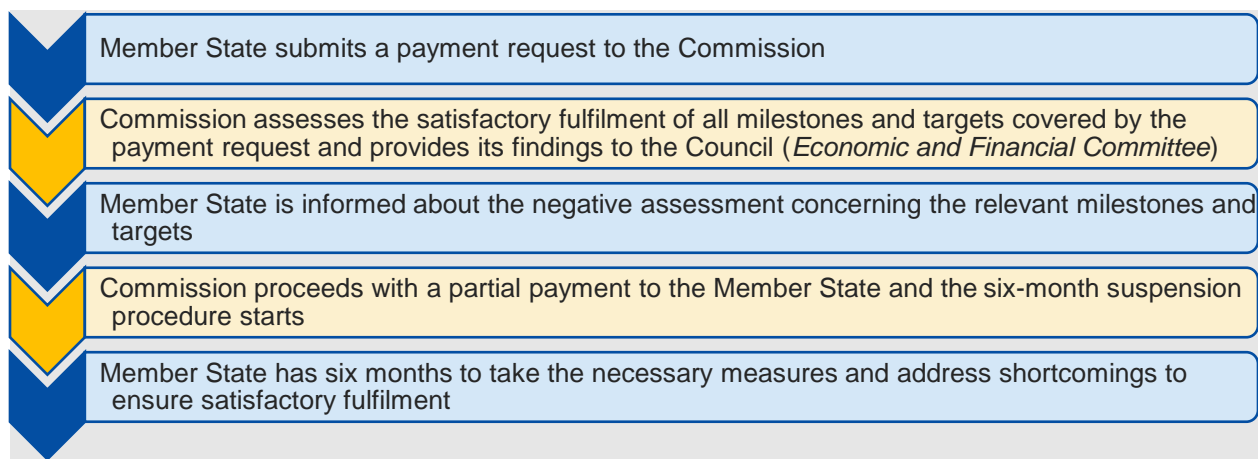 Member State submits a payment request to the Commission
Commission assesses the satisfactory fulfilment of all milestones and targets covered by the
payment request and provides its findings to the Council (Economic and Financial Committee)
Member State is informed about the negative assessment concerning the relevant milestones and
targets
Commission proceeds with a partial payment to the Member State and the six-month suspension
procedure starts
Member State has six months to take the necessary measures and address shortcomings to
ensure satisfactory fulfilment